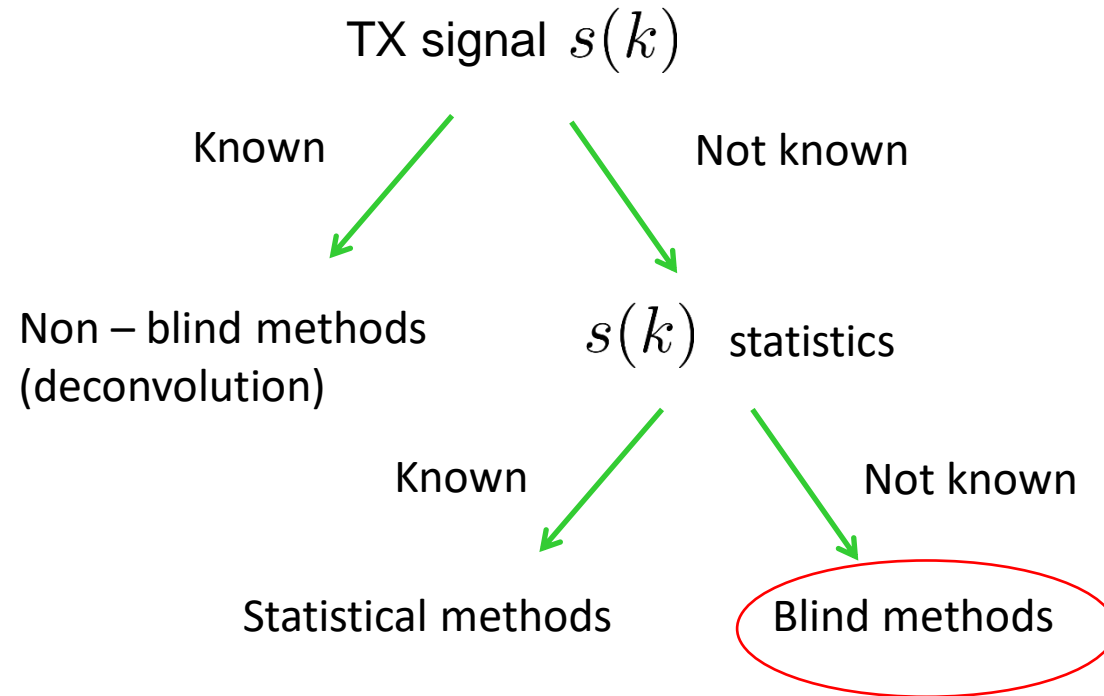 TX signal s(k)
Known
Not known
Non – blind methods
(deconvolution)
s(k) statistics
Known
Not known
Statistical methods
Blind methods